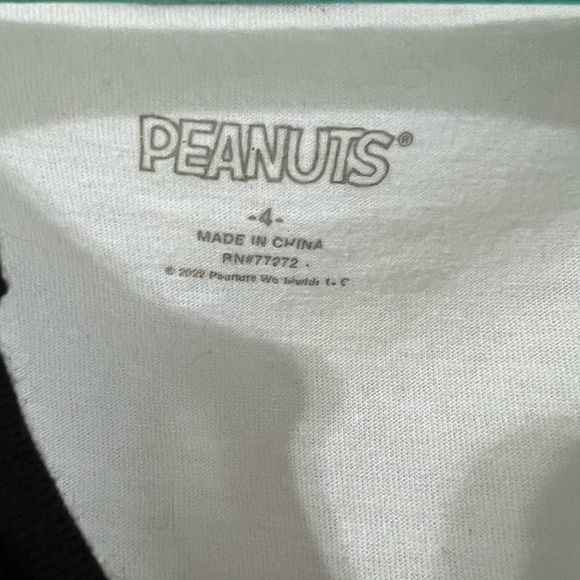 PEANUTS®
-4-
MADE IN CHINA
RN#77272
© 2022 Peanuts